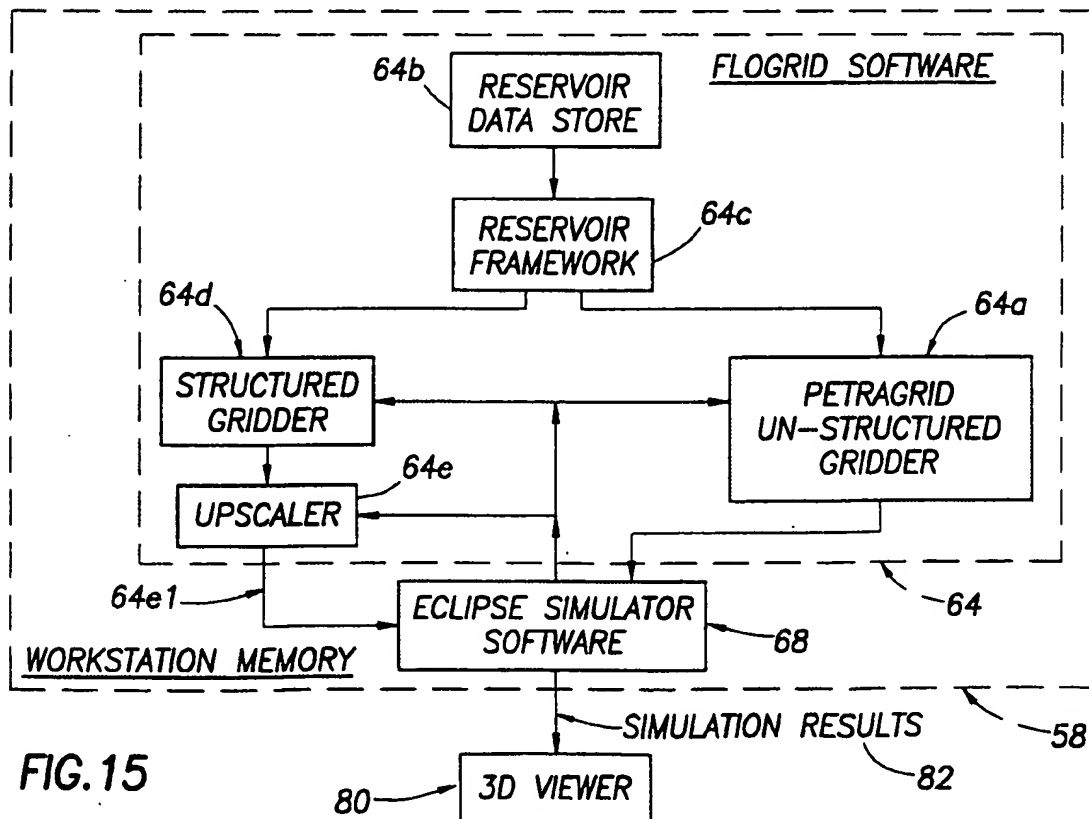 64b
RESERVOIR
DATA STORE
FLOGRID SOFTWARE
RESERVOIR
FRAMEWORK
64c
64d
64a
STRUCTURED
GRIDDER
PETRAGRID
UN-STRUCTURED
GRIDDER
64e
UPSCALER
64e1
64
ECLIPSE SIMULATOR
SOFTWARE
68
WORKSTATION MEMORY
SIMULATION RESULTS
58
82
FIG.15
80
3D VIEWER